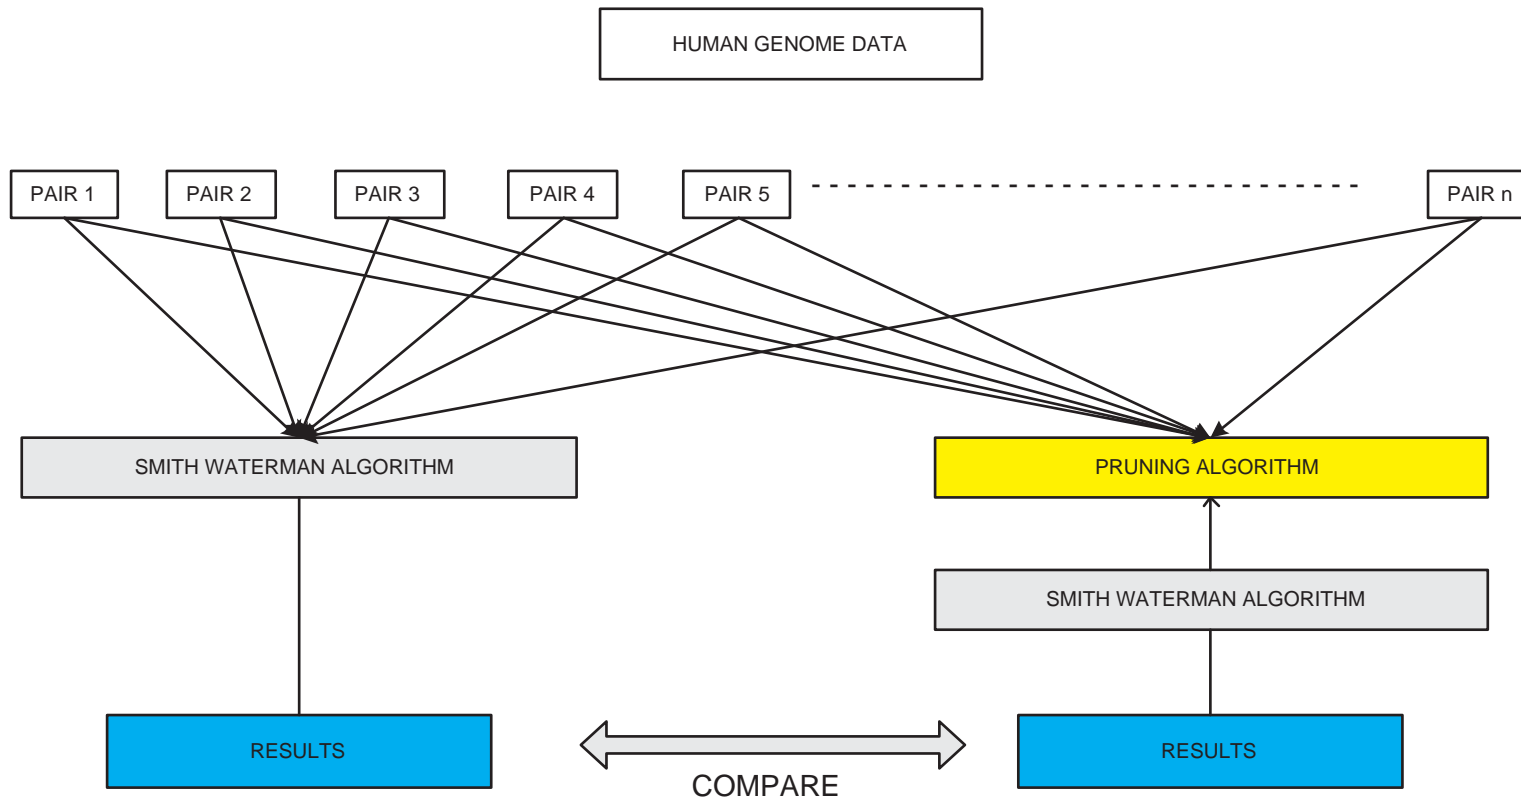 HUMAN GENOME DATA
PAIR 1
PAIR 2
PAIR 3
PAIR 4
PAIR 5
PAIR n
SMITH WATERMAN ALGORITHM
PRUNING ALGORITHM
SMITH WATERMAN ALGORITHM
RESULTS
RESULTS
COMPARE